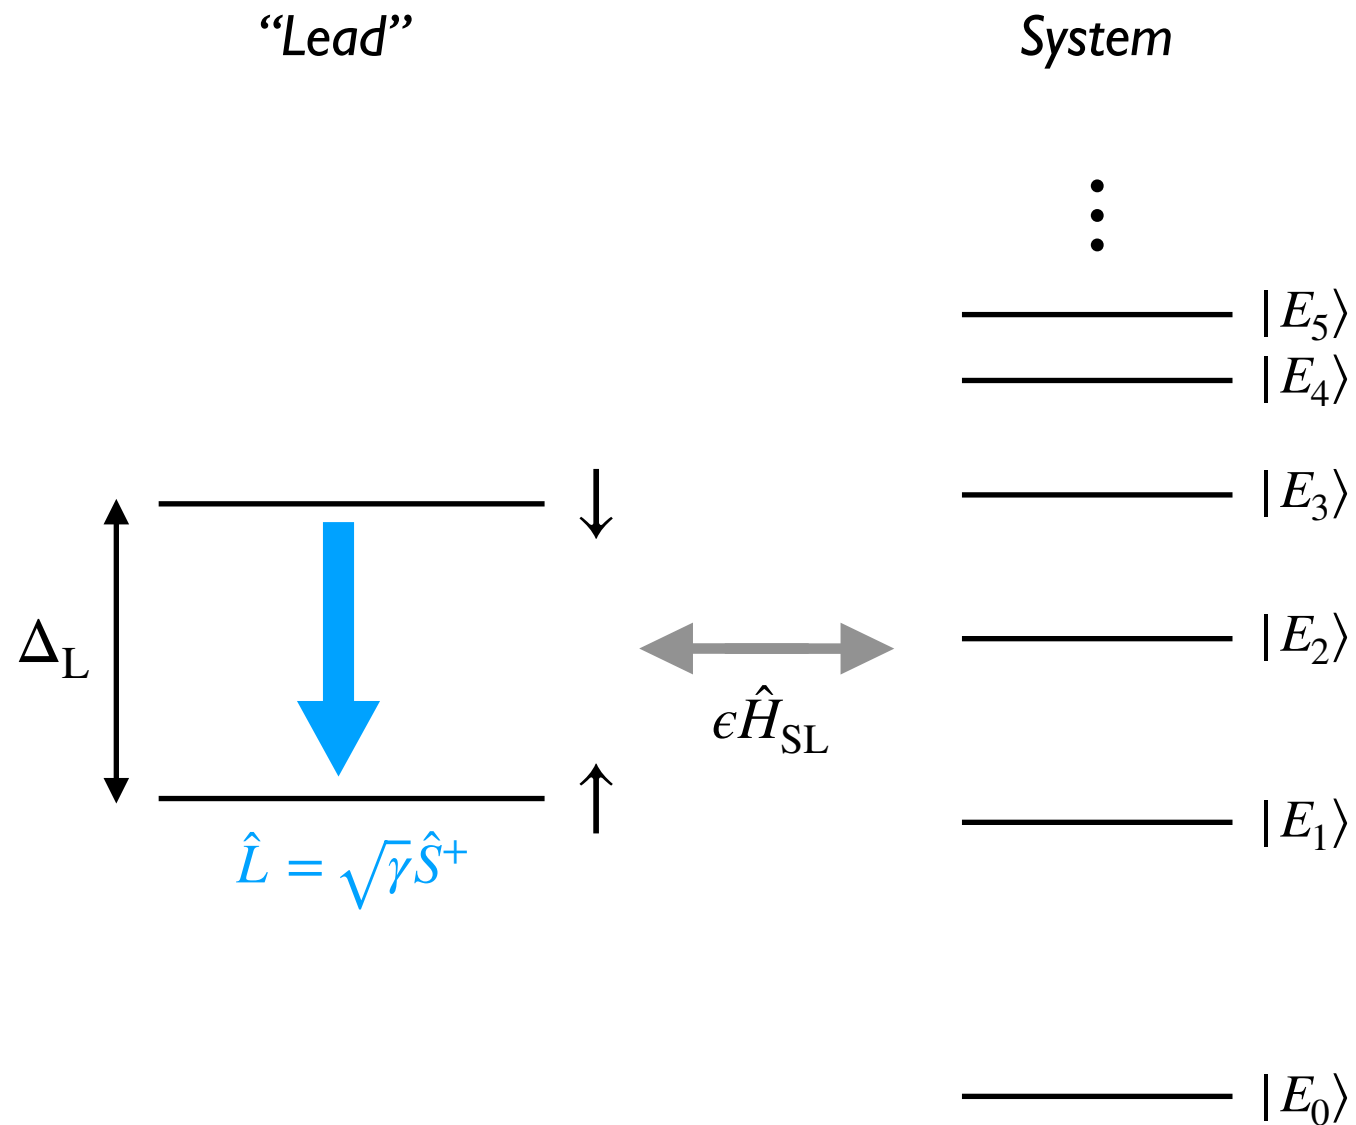 “Lead”
System
|E₅⟩
|E₄⟩
↓
|E₃⟩
Δ_L
|E₂⟩
ϵĤ_SL
↑
|E₁⟩
L̂ = √γ Ŝ⁺
|E₀⟩